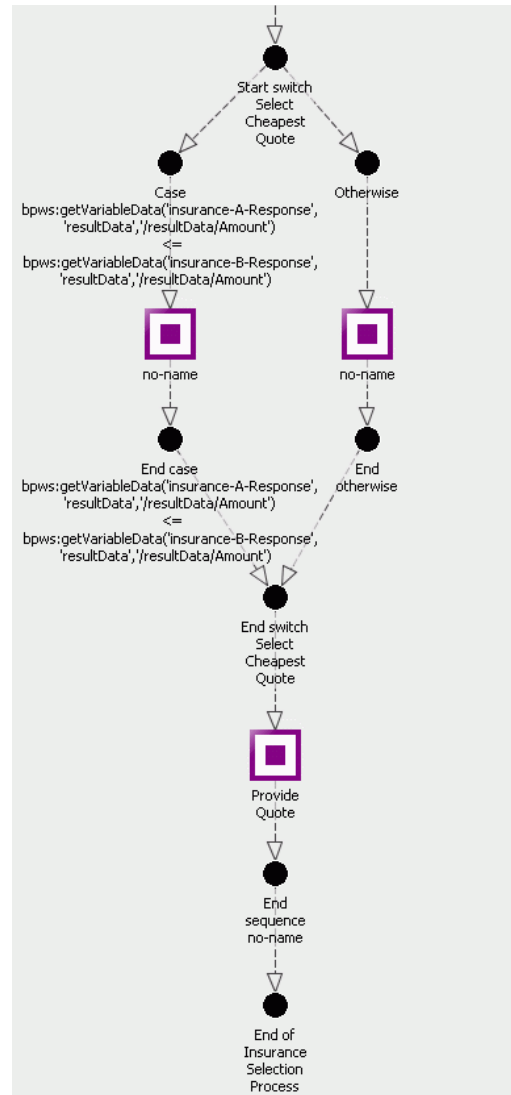 Start switch
Select
Cheapest
Quote
Case
bpws:getVariableData('insurance-A-Response',
'resultData','/resultData/Amount')
<=
bpws:getVariableData('insurance-B-Response',
'resultData','/resultData/Amount')
Otherwise
no-name
no-name
End case
bpws:getVariableData('insurance-A-Response',
'resultData','/resultData/Amount')
<=
bpws:getVariableData('insurance-B-Response',
'resultData','/resultData/Amount')
End
otherwise
End switch
Select
Cheapest
Quote
Provide
Quote
End
sequence
no-name
End of
Insurance
Selection
Process